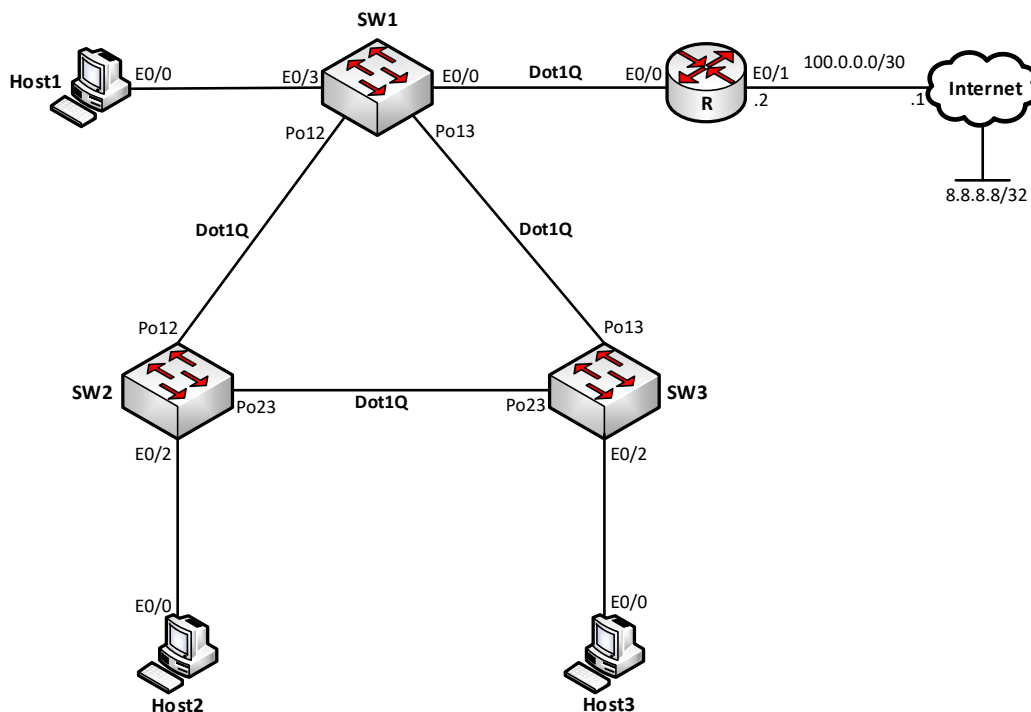 SW1
Host1
E0/0
E0/3
E0/0
Dot1Q
E0/0
R
E0/1
.2
100.0.0.0/30
.1
Internet
8.8.8.8/32
Po12
Po13
Dot1Q
Dot1Q
Po12
Po13
SW2
Po23
Dot1Q
Po23
SW3
E0/2
E0/2
E0/0
E0/0
Host2
Host3